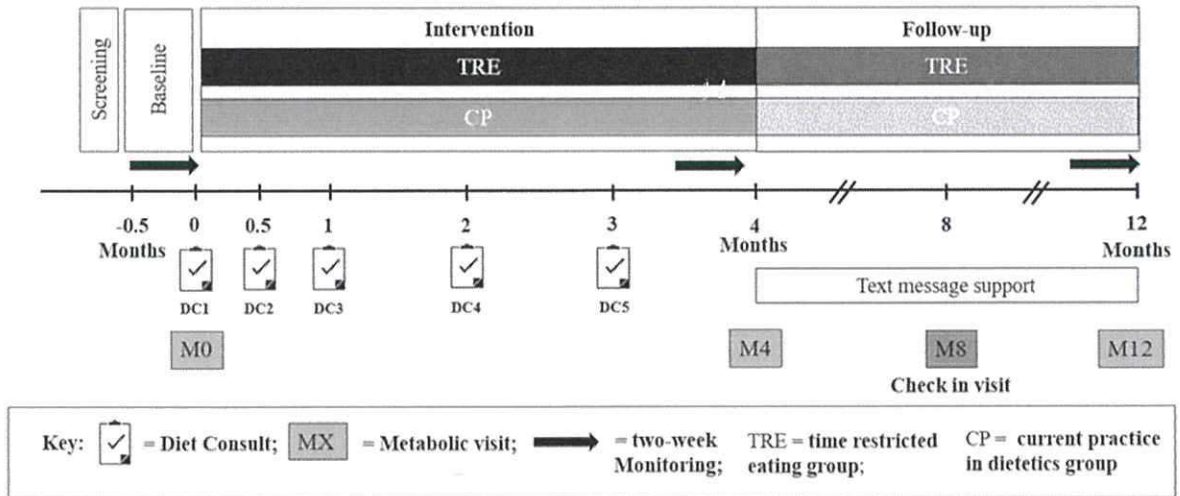 Screening
Baseline
Intervention
Follow-up
TRE
TRE
CP
CP
-0.5
0
0.5
1
2
3
4
8
12
Months
Months
Months
DC1
DC2
DC3
DC4
DC5
Text message support
M0
M4
M8
M12
Check in visit
Key:
= Diet Consult;
MX
= Metabolic visit;
= two-week
Monitoring;
TRE = time restricted
eating group;
CP = current practice
in dietetics group